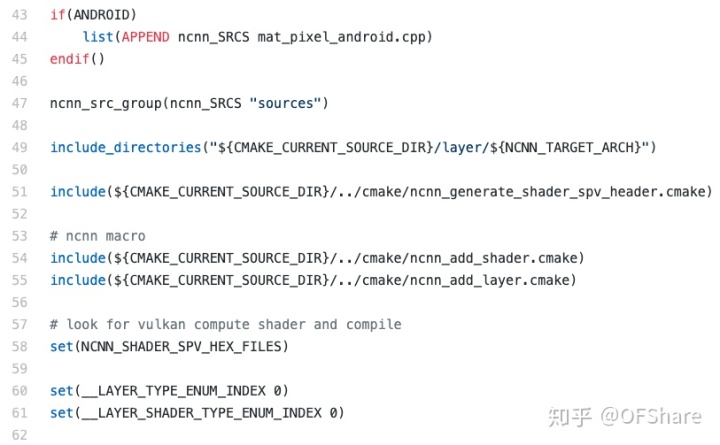 43 if(ANDROID)
44     list(APPEND ncnn_SRCS mat_pixel_android.cpp)
45 endif()
46
47 ncnn_src_group(ncnn_SRCS "sources")
48
49 include_directories("${CMAKE_CURRENT_SOURCE_DIR}/layer/${NCNN_TARGET_ARCH}")
50
51 include(${CMAKE_CURRENT_SOURCE_DIR}/../cmake/ncnn_generate_shader_spv_header.cmake)
52
53 # ncnn macro
54 include(${CMAKE_CURRENT_SOURCE_DIR}/../cmake/ncnn_add_shader.cmake)
55 include(${CMAKE_CURRENT_SOURCE_DIR}/../cmake/ncnn_add_layer.cmake)
56
57 # look for vulkan compute shader and compile
58 set(NCNN_SHADER_SPV_HEX_FILES)
59
60 set(__LAYER_TYPE_ENUM_INDEX 0)
61 set(__LAYER_SHADER_TYPE_ENUM_INDEX 0)
62
知乎 @OFShare